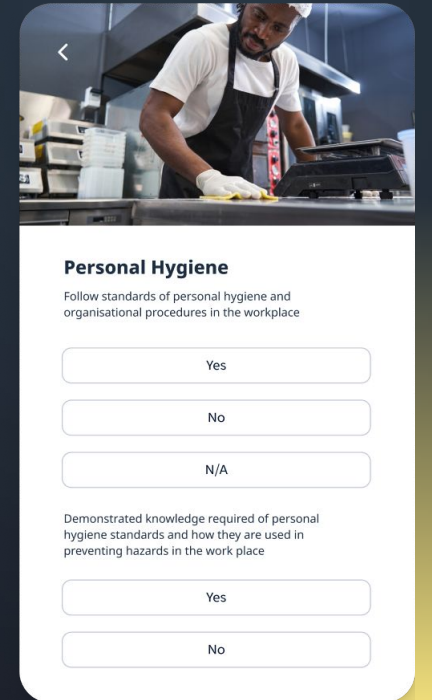 Personal Hygiene
Follow standards of personal hygiene and
organisational procedures in the workplace
Yes
No
N/A
Demonstrated knowledge required of personal
hygiene standards and how they are used in
preventing hazards in the work place
Yes
No